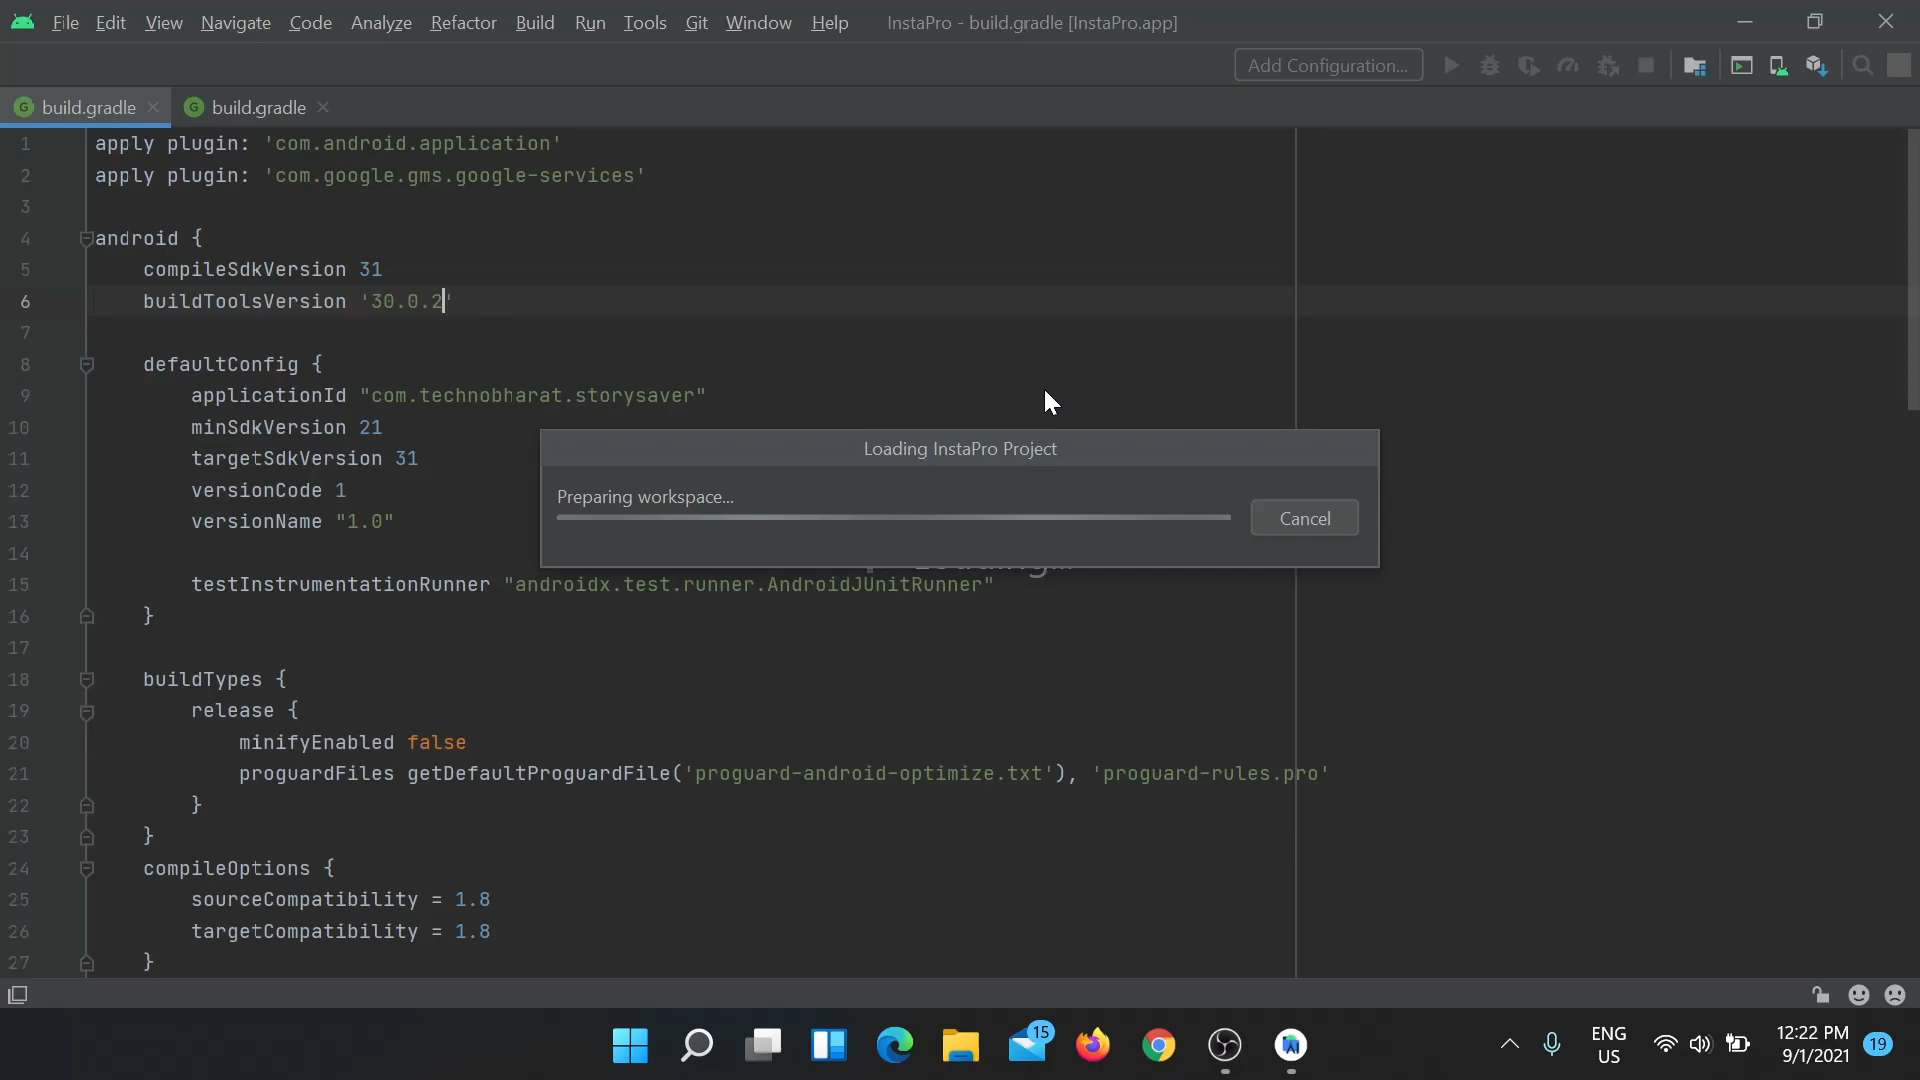 File Edit View Navigate Code Analyze Refactor Build Run Tools Git Window Help InstaPro - build.gradle [InstaPro.app]
Add Configuration...
build.gradle build.gradle
1 apply plugin: 'com.android.application'
2 apply plugin: 'com.google.gms.google-services'
3
4 android {
5 compileSdkVersion 31
6 buildToolsVersion '30.0.2'
7
8 defaultConfig {
9 applicationId "com.technobharat.storysaver"
10 minSdkVersion 21
11 targetSdkVersion 31
12 versionCode 1
13 versionName "1.0"
14
15 testInstrumentationRunner "androidx.test.runner.AndroidJUnitRunner"
16 }
17
18 buildTypes {
19 release {
20 minifyEnabled false
21 proguardFiles getDefaultProguardFile('proguard-android-optimize.txt'), 'proguard-rules.pro'
22 }
23 }
24 compileOptions {
25 sourceCompatibility = 1.8
26 targetCompatibility = 1.8
27 }
Loading InstaPro Project
Preparing workspace...
Cancel
15
ENG
US
12:22 PM
9/1/2021
19